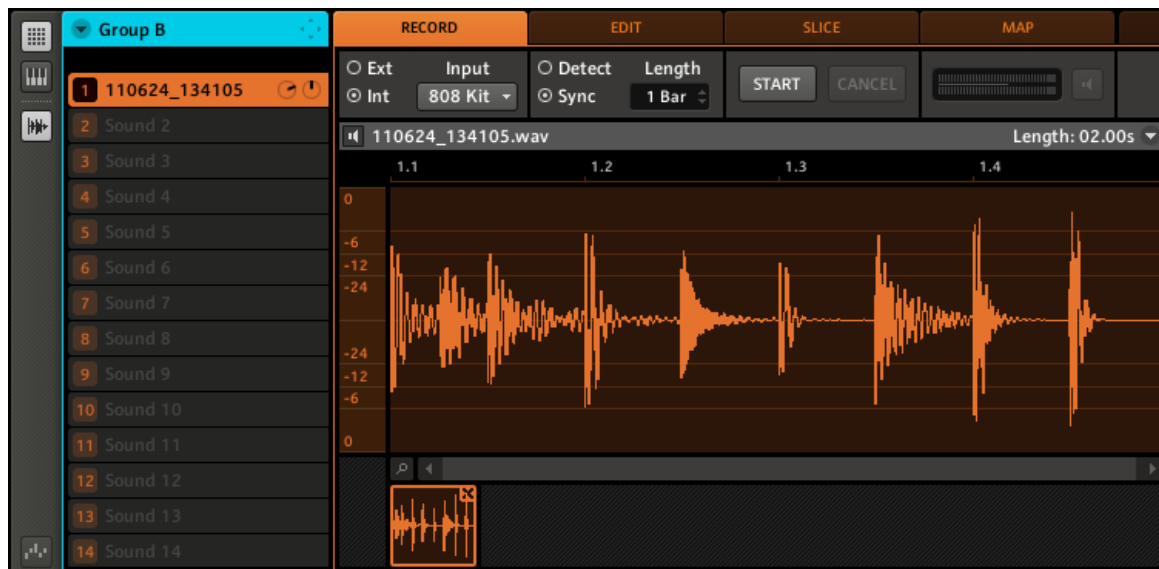 Group B
1 110624_134105
2 Sound 2
3 Sound 3
4 Sound 4
5 Sound 5
6 Sound 6
7 Sound 7
8 Sound 8
9 Sound 9
10 Sound 10
11 Sound 11
12 Sound 12
13 Sound 13
14 Sound 14
RECORD EDIT SLICE MAP
Ext Input Detect Length
Int 808 Kit Sync 1 Bar START CANCEL
110624_134105.wav Length: 02.00s
1.1 1.2 1.3 1.4
0
-6
-12
-24
-24
-12
-6
0